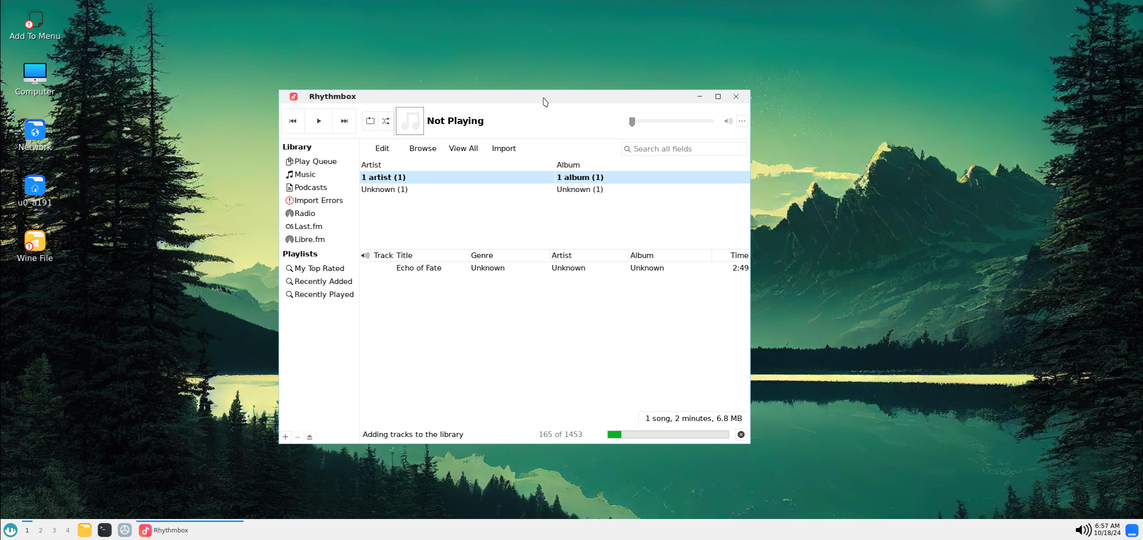 Add To Menu
Computer
Network
u0_a191
Wine File
Rhythmbox
Not Playing
Library
Play Queue
Music
Podcasts
Import Errors
Radio
Last.fm
Libre.fm
Playlists
My Top Rated
Recently Added
Recently Played
Edit Browse View All Import
Search all fields
Artist Album
1 artist (1) 1 album (1)
Unknown (1) Unknown (1)
Track Title Genre Artist Album Time
Echo of Fate Unknown Unknown Unknown 2:49
1 song, 2 minutes, 6.8 MB
Adding tracks to the library 165 of 1453
1 2 3 4
Rhythmbox
6:57 AM
10/18/24